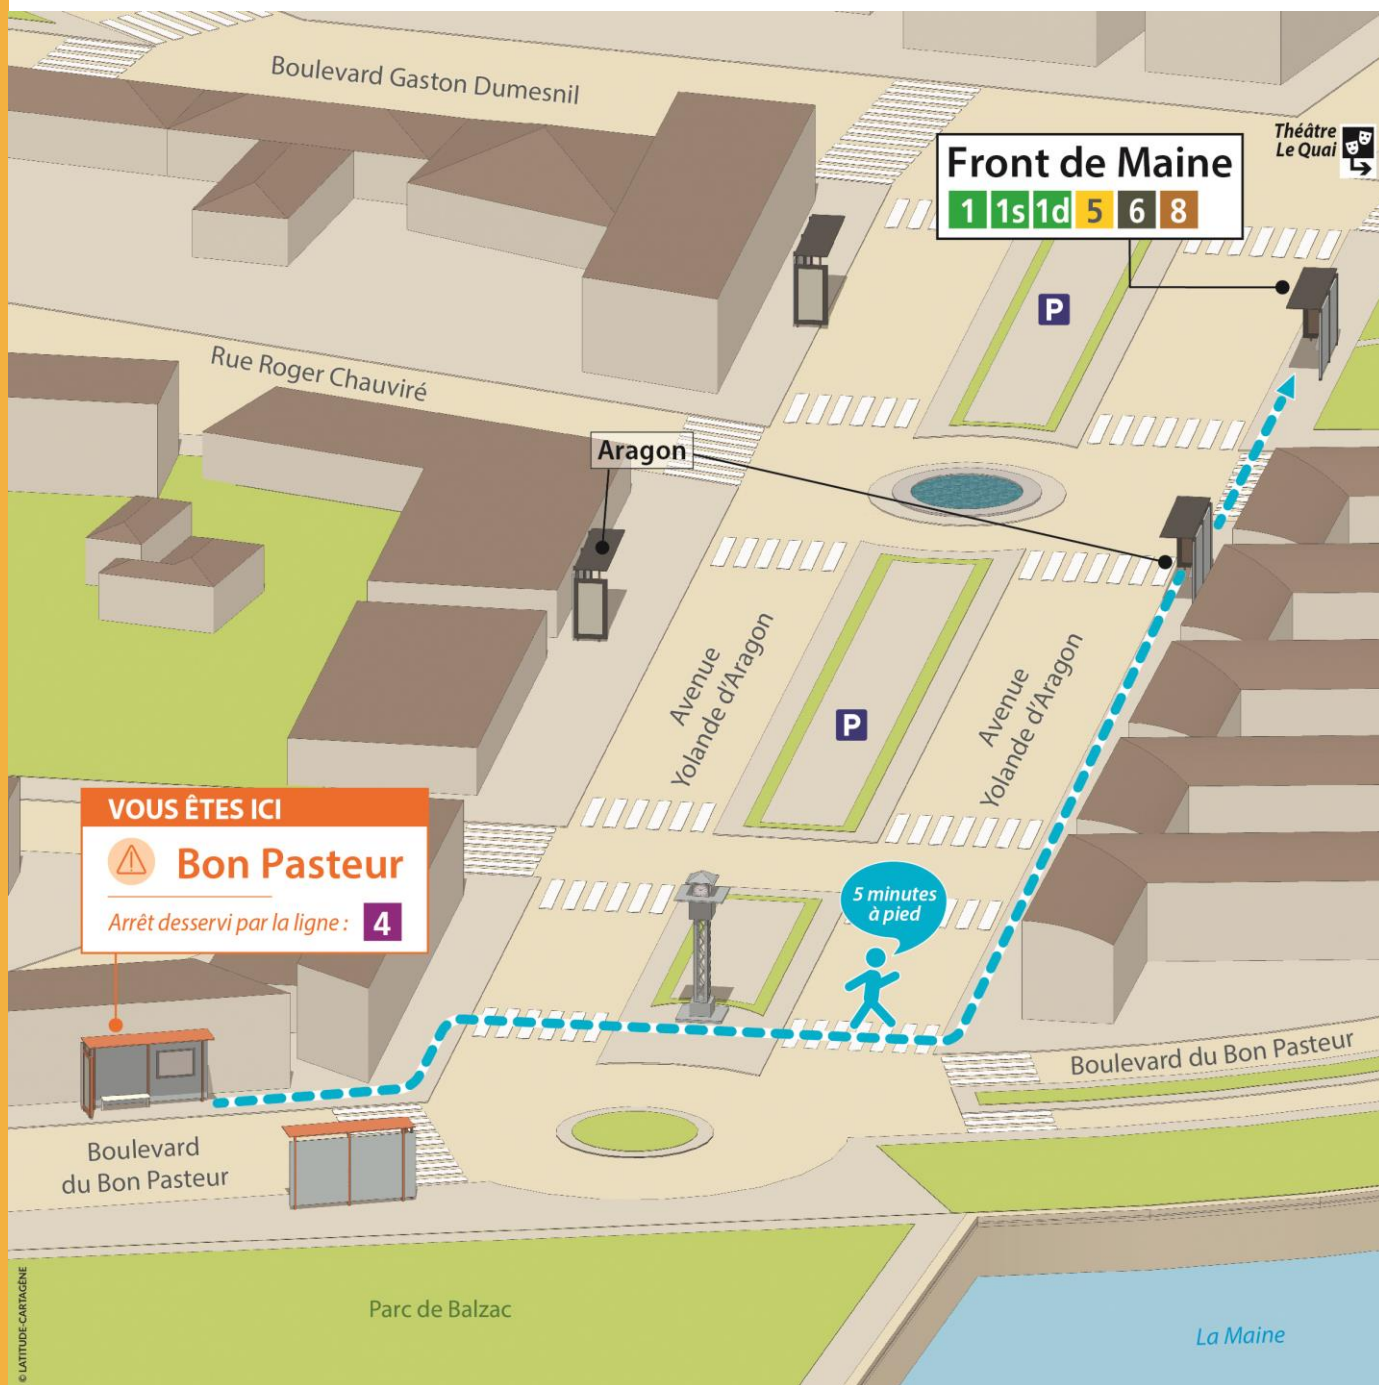 Boulevard Gaston Dumesnil
Théâtre
Le Quai
Front de Maine
1 1s 1d 5 6 8
P
Rue Roger Chauviré
Aragon
Avenue
Yolande d'Aragon
Avenue
Yolande d'Aragon
P
VOUS ÊTES ICI
Bon Pasteur
Arrêt desservi par la ligne : 4
5 minutes
à pied
Boulevard du Bon Pasteur
Boulevard
du Bon Pasteur
Parc de Balzac
La Maine
© LATITUDE-CARTAGÈNE